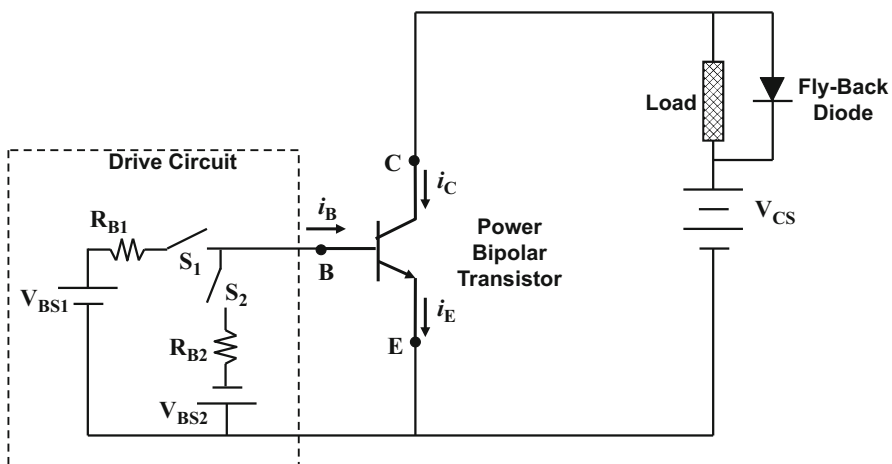 Drive Circuit
R_B1
S_1
V_BS1
S_2
R_B2
V_BS2
i_B
B
C
i_C
Power
Bipolar
Transistor
i_E
E
Load
Fly-Back
Diode
V_CS